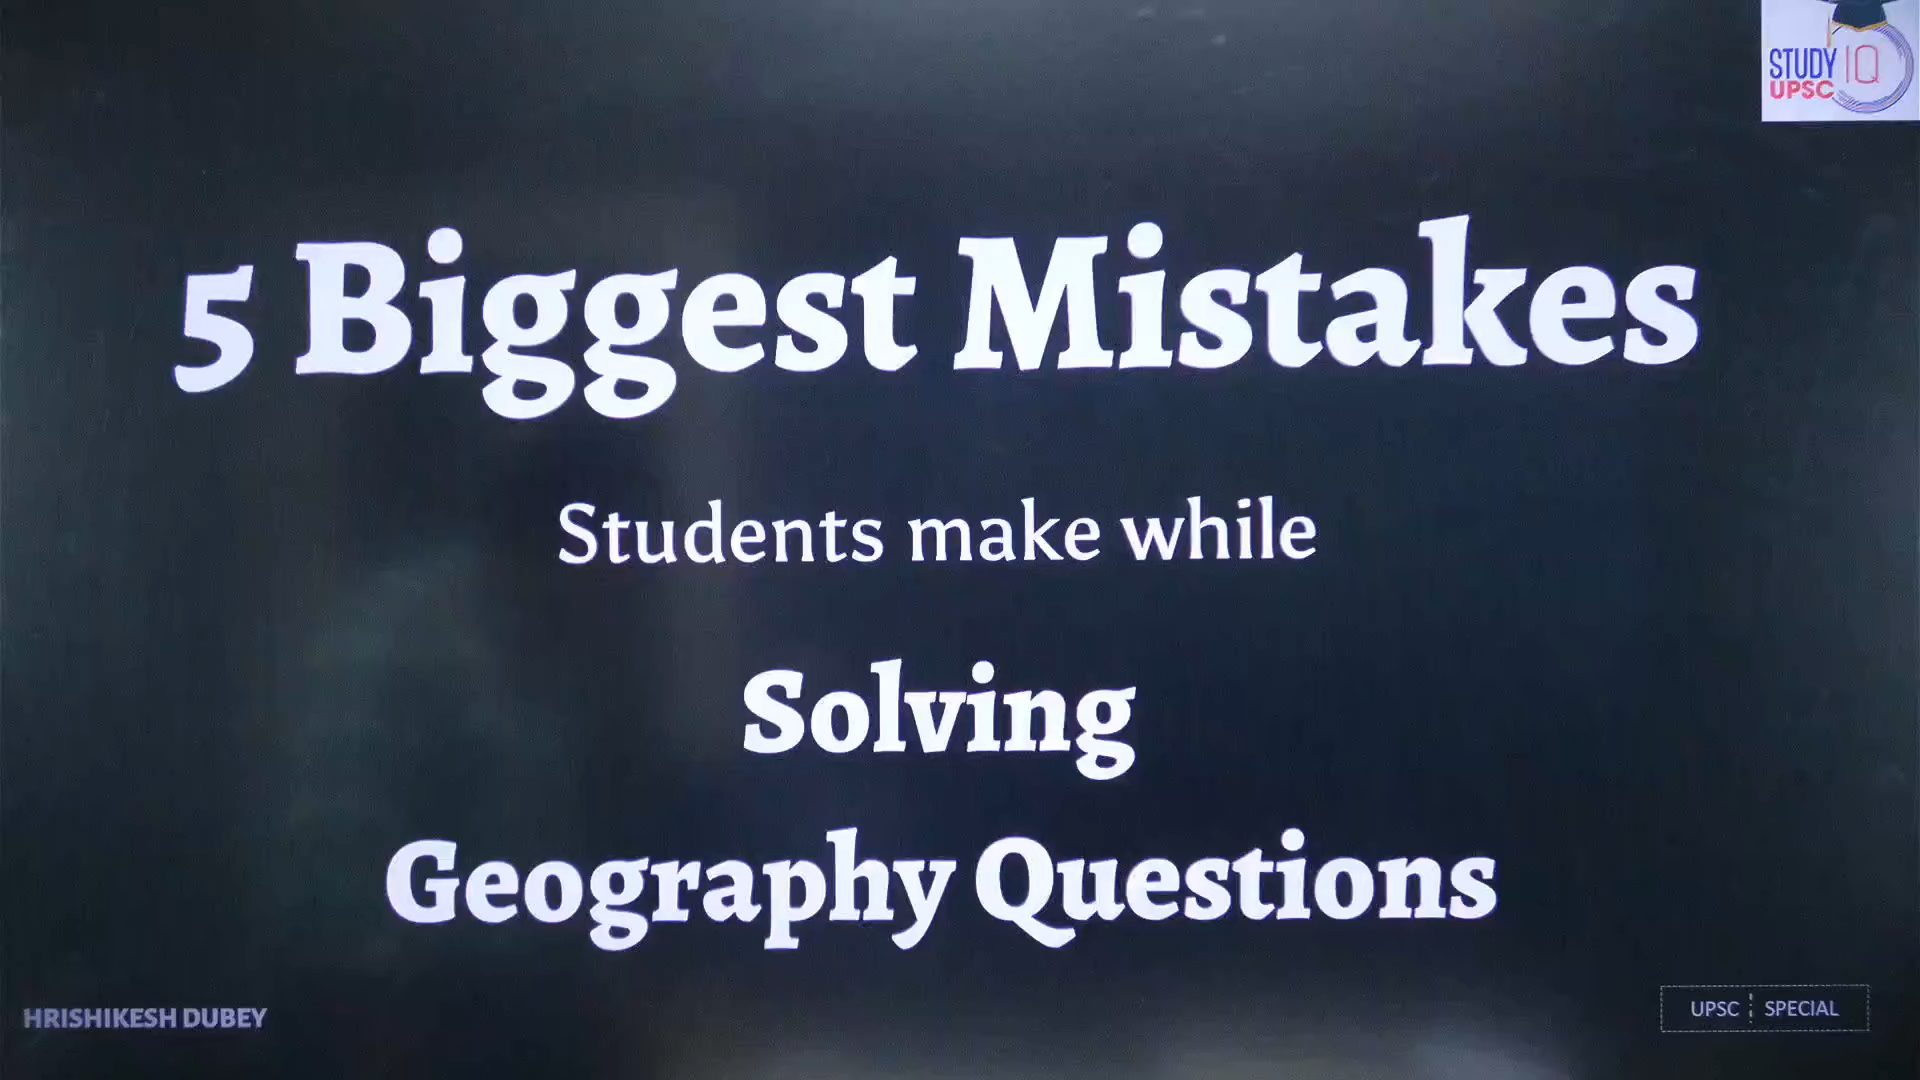 STUDY IQ
UPSC
5 Biggest Mistakes
Students make while
Solving
Geography Questions
HRISHIKESH DUBEY
UPSC SPECIAL